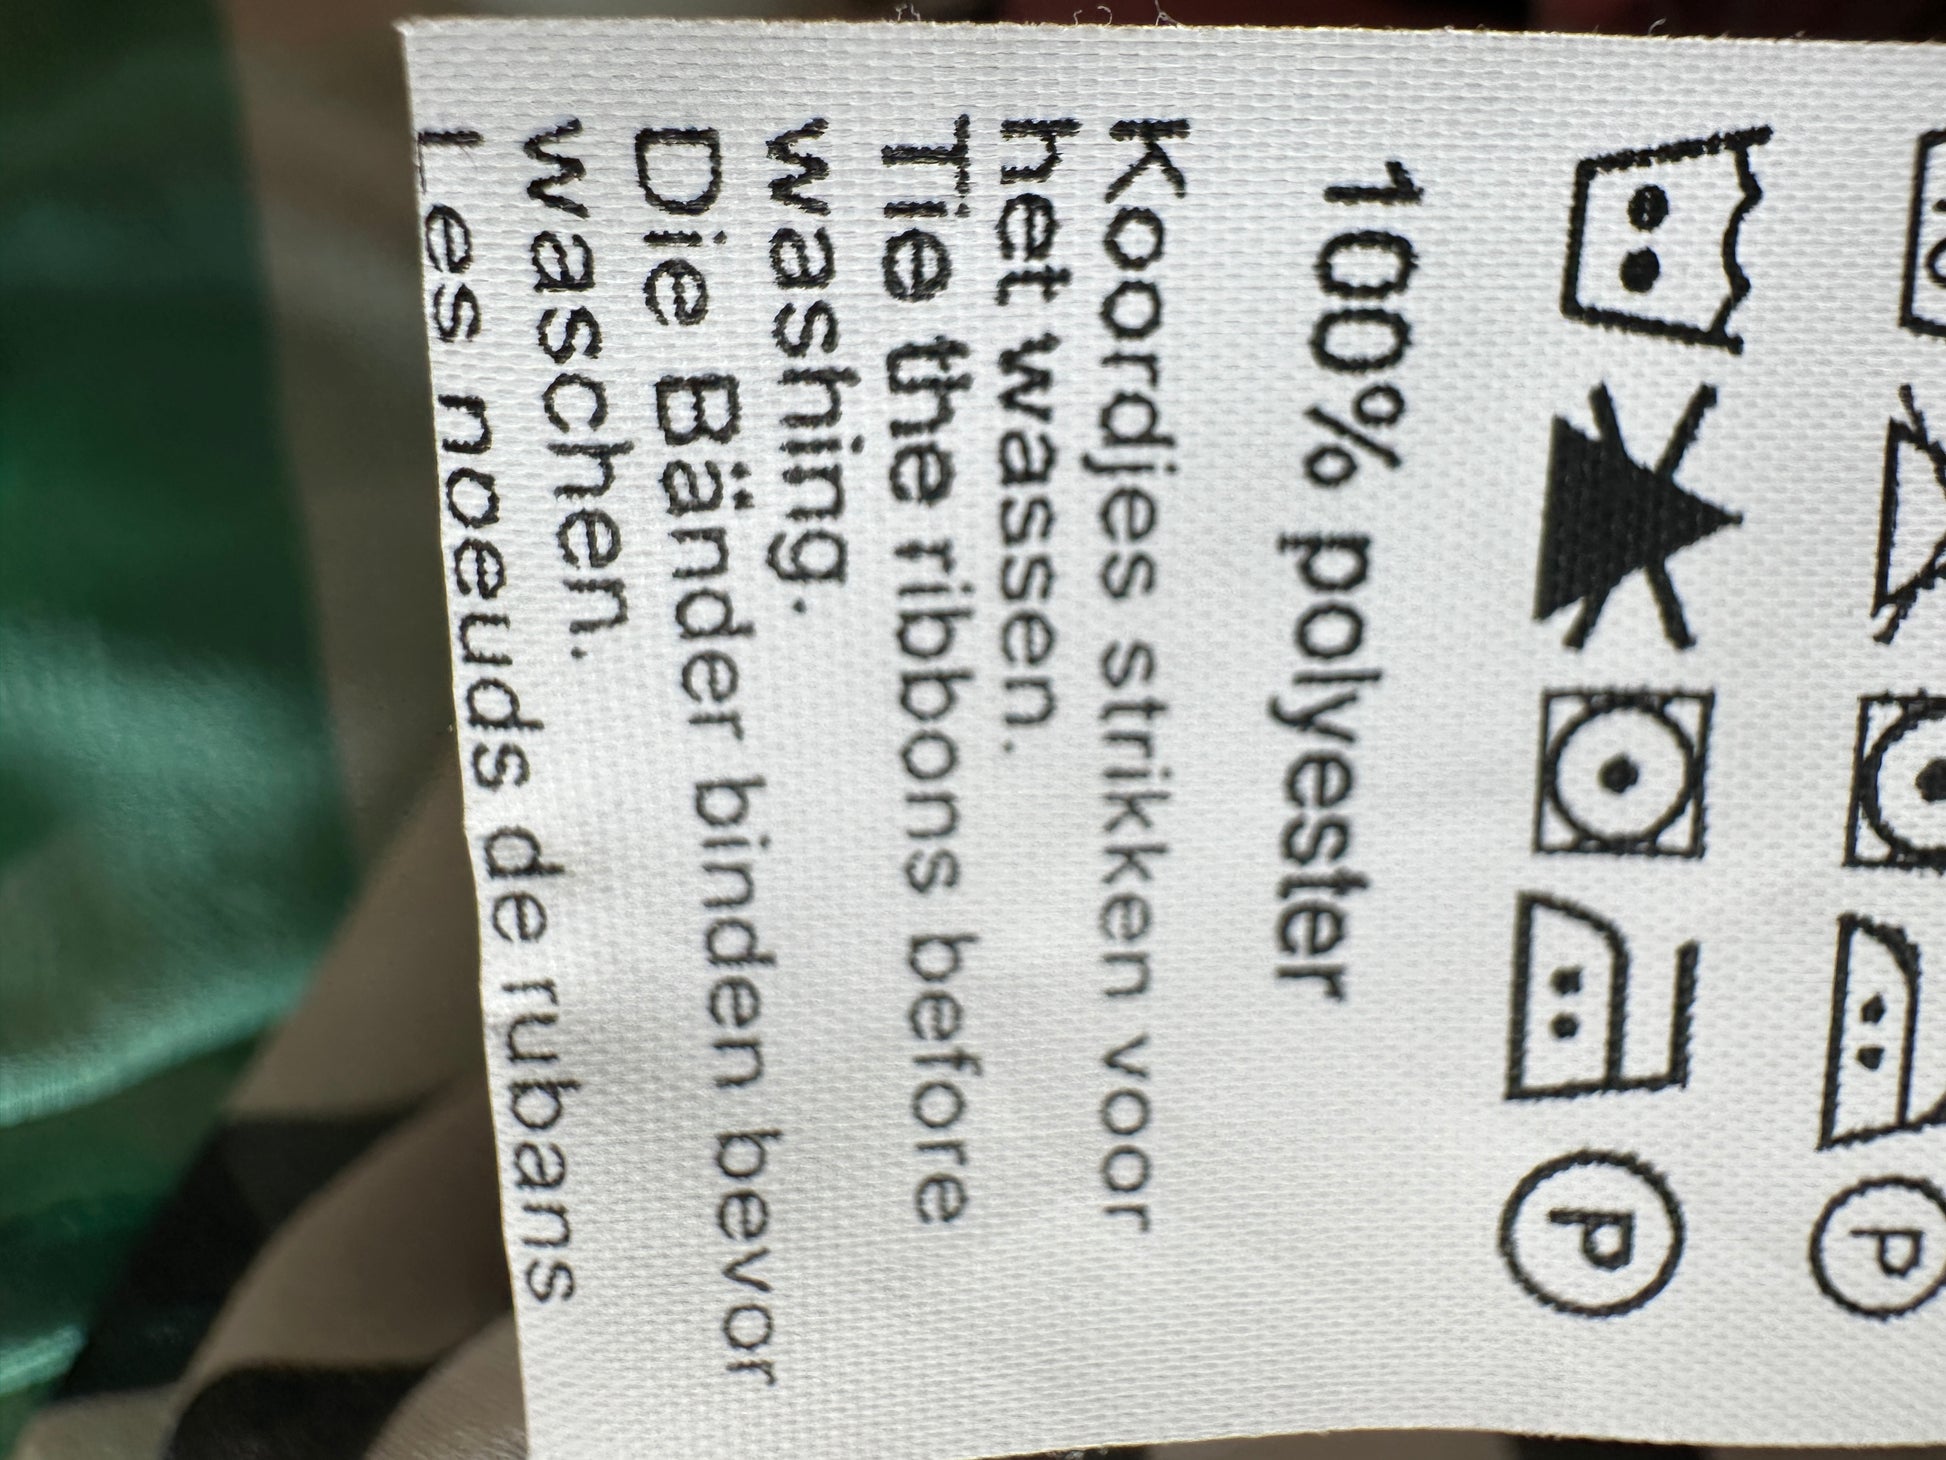 100% polyester
Koordjes strikken voor
het wassen.
Tie the ribbons before
washing.
Die Bänder binden bevor
waschen.
Les noeuds de rubans